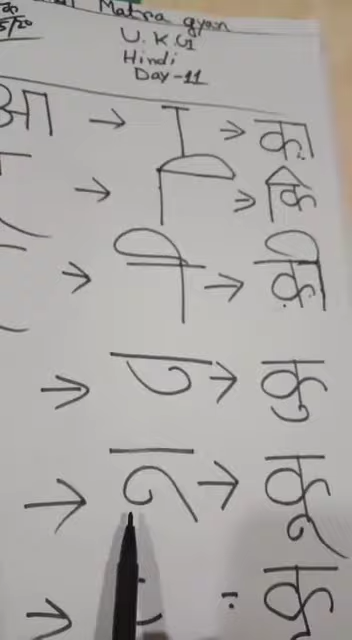 Matra gyan
U.K.G
Hindi
Day-11
आ → ा → का
→ ि → कि
→ ी → की
→ ु → कु
→ ू → कू